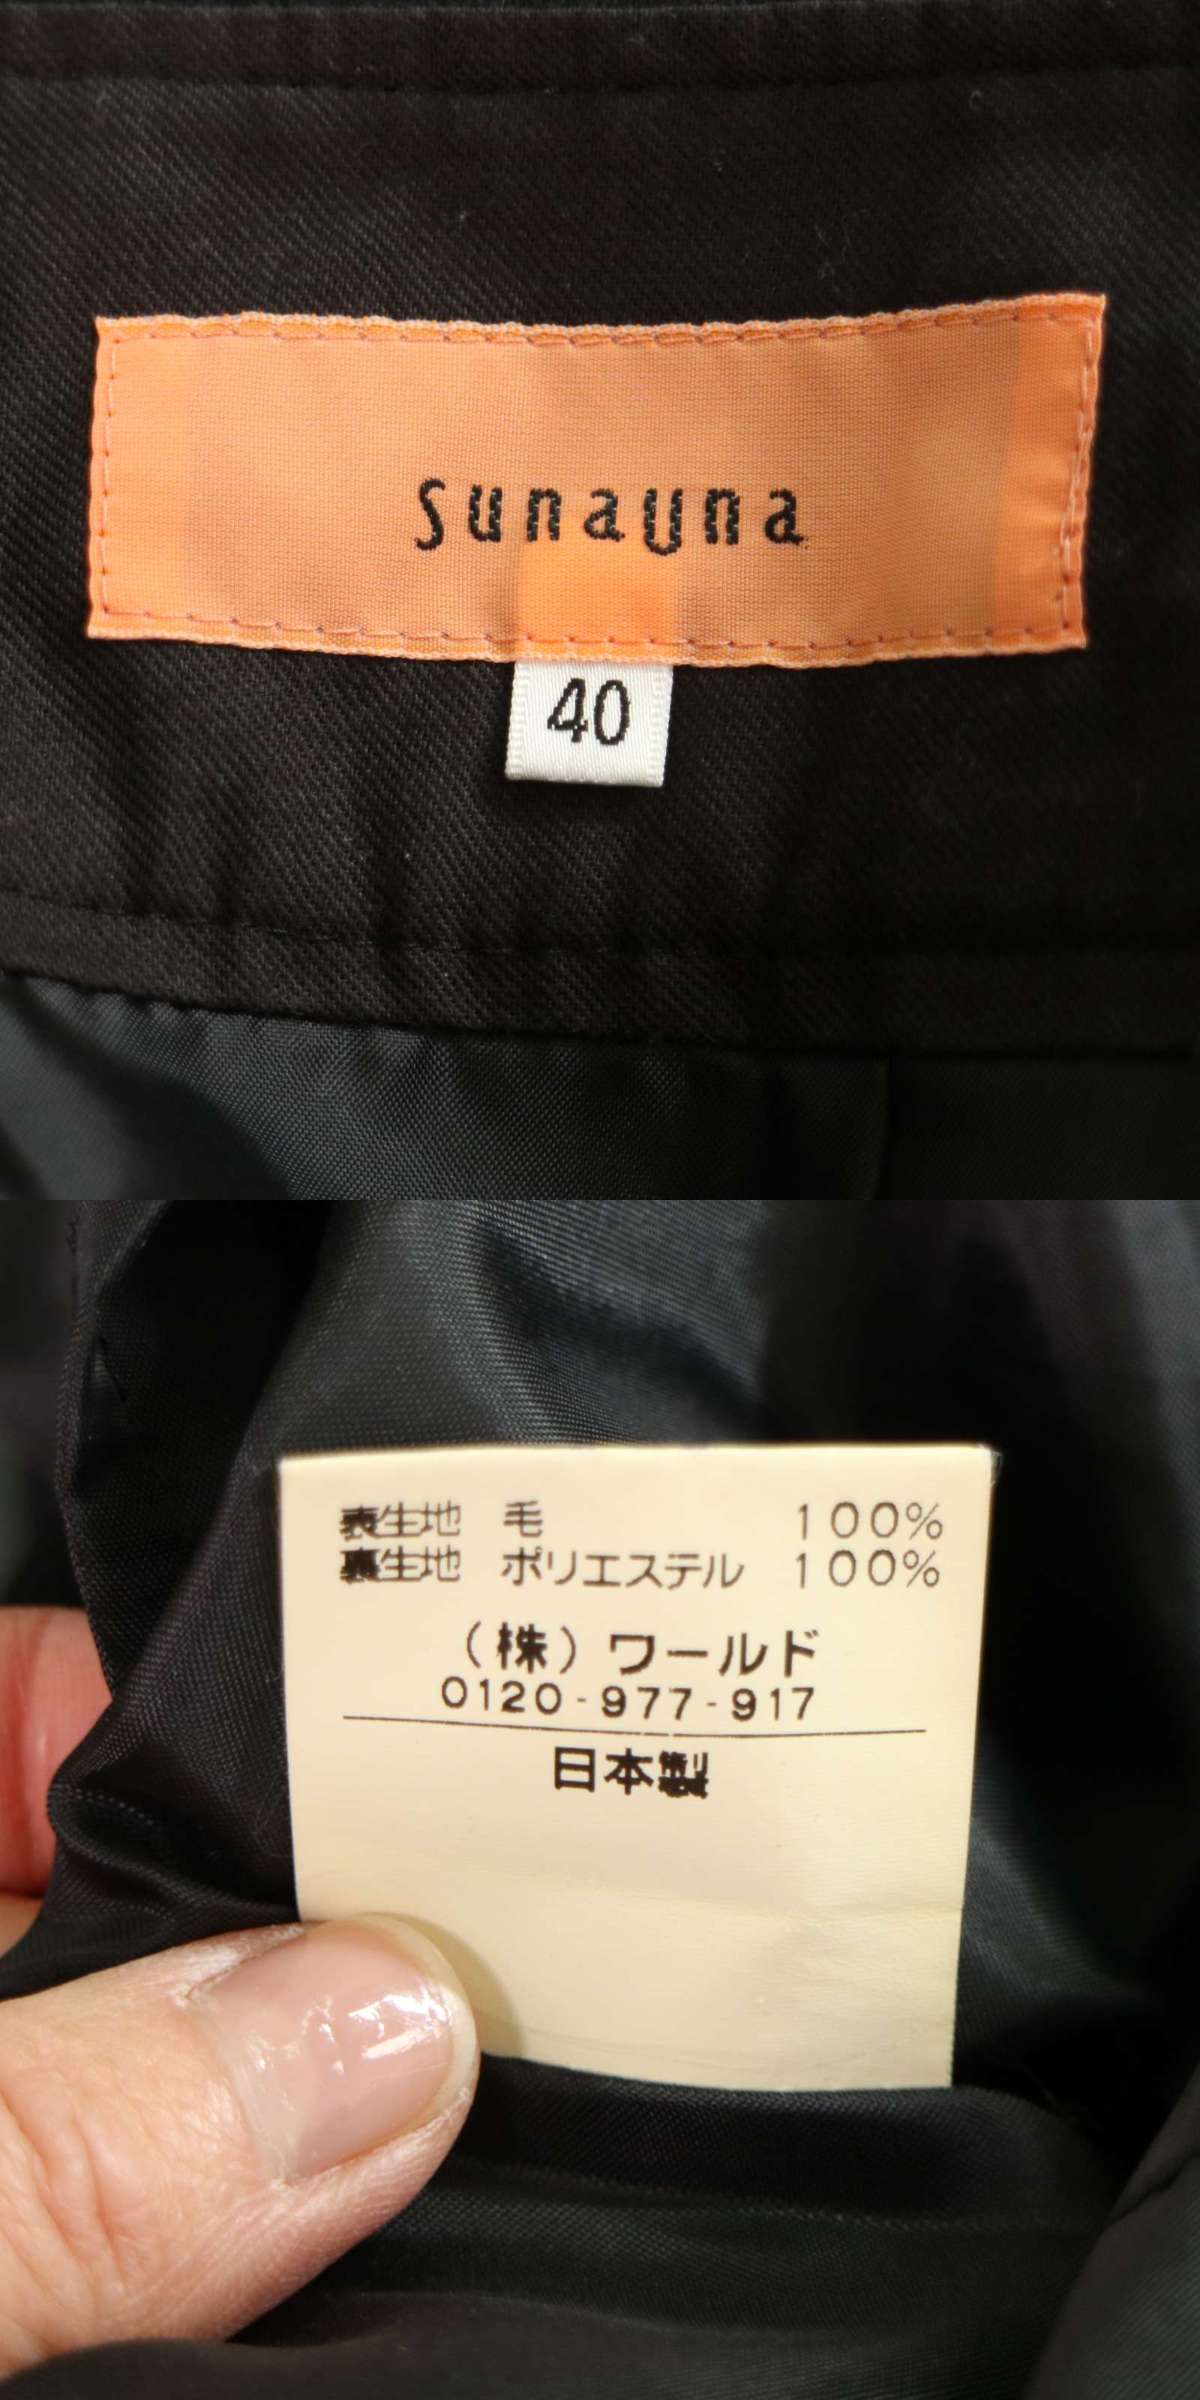 sunauna
40
表生地 毛 100%
裏生地 ポリエステル 100%
(株)ワールド
0120-977-917
日本製